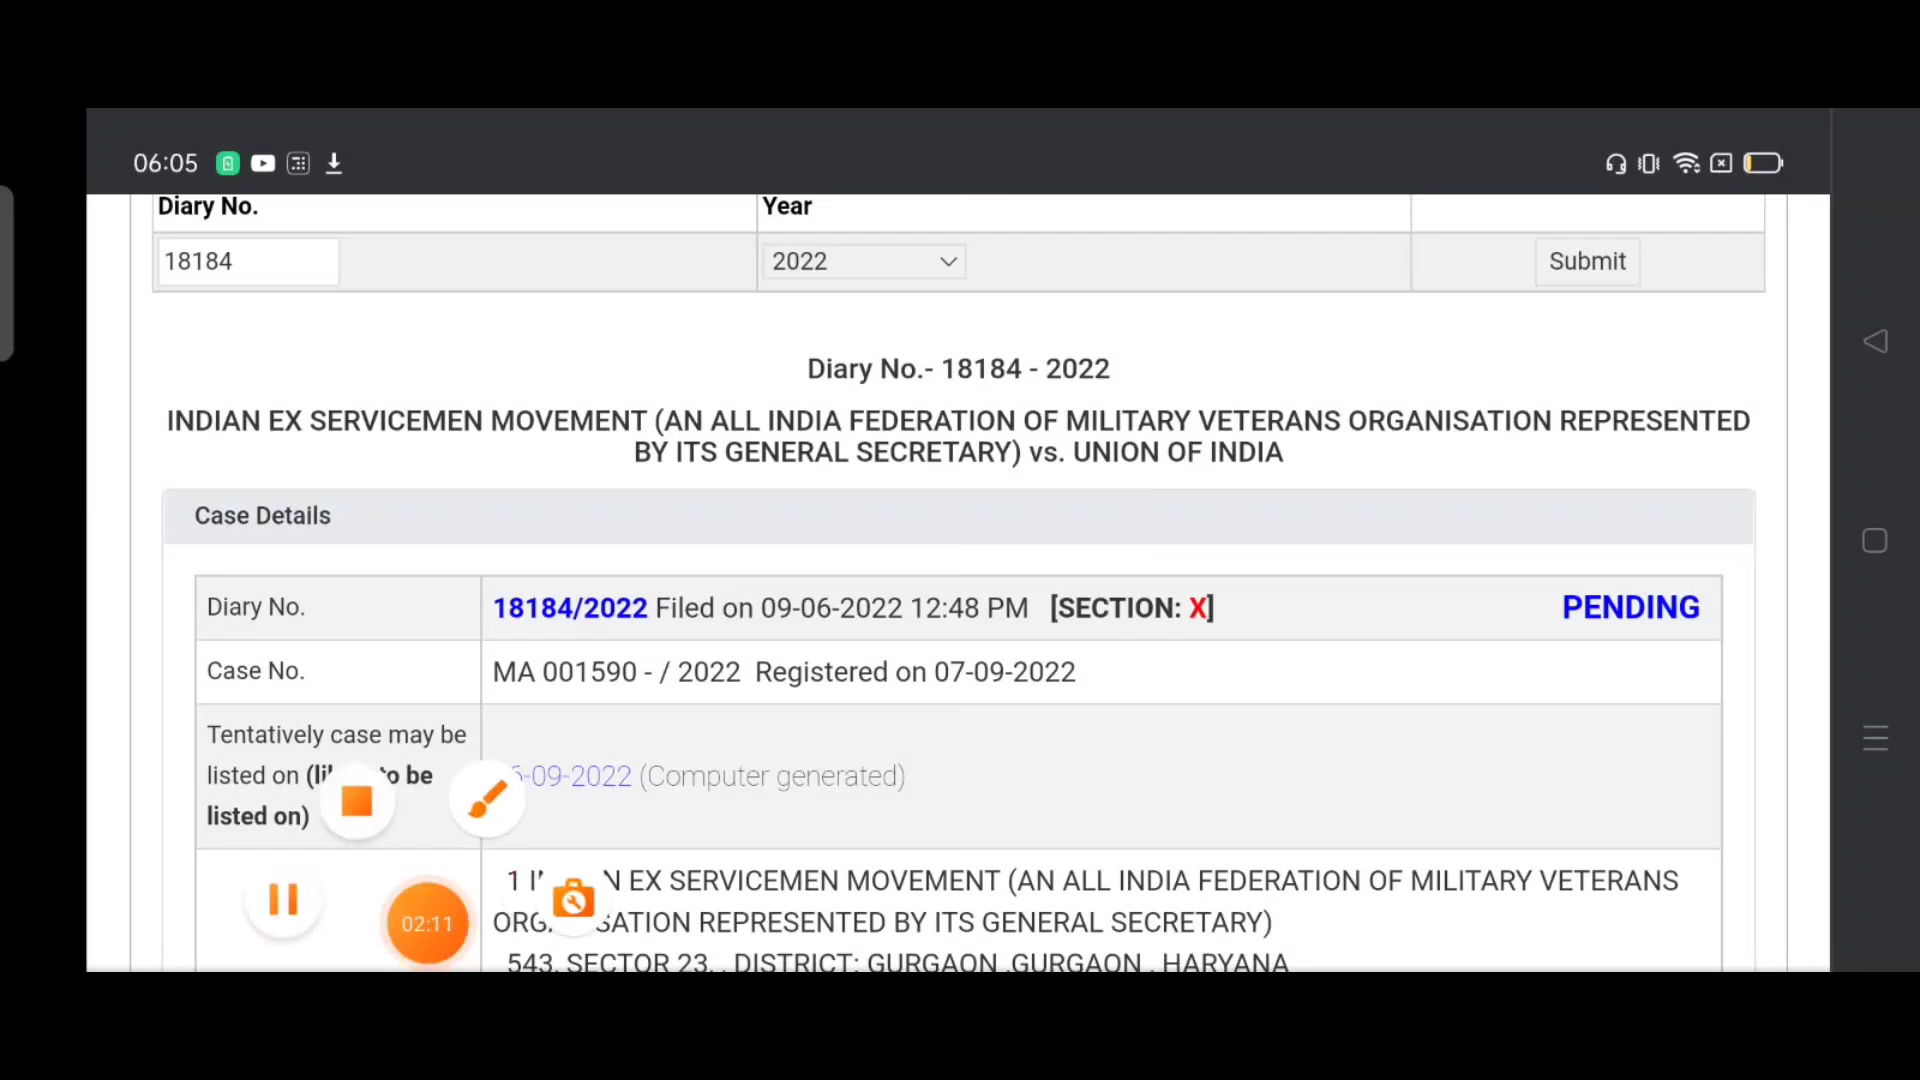 06:05
Diary No. Year
18184 2022 Submit
Diary No.- 18184 - 2022
INDIAN EX SERVICEMEN MOVEMENT (AN ALL INDIA FEDERATION OF MILITARY VETERANS ORGANISATION REPRESENTED
BY ITS GENERAL SECRETARY) vs. UNION OF INDIA
Case Details
Diary No. 18184/2022 Filed on 09-06-2022 12:48 PM [SECTION: X] PENDING
Case No. MA 001590 - / 2022 Registered on 07-09-2022
Tentatively case may be
listed on to be -09-2022 (Computer generated)
listed on)
1 EX SERVICEMEN MOVEMENT (AN ALL INDIA FEDERATION OF MILITARY VETERANS
REPRESENTED BY ITS GENERAL SECRETARY)
543, SECTOR 23, , DISTRICT: GURGAON ,GURGAON , HARYANA
02:11